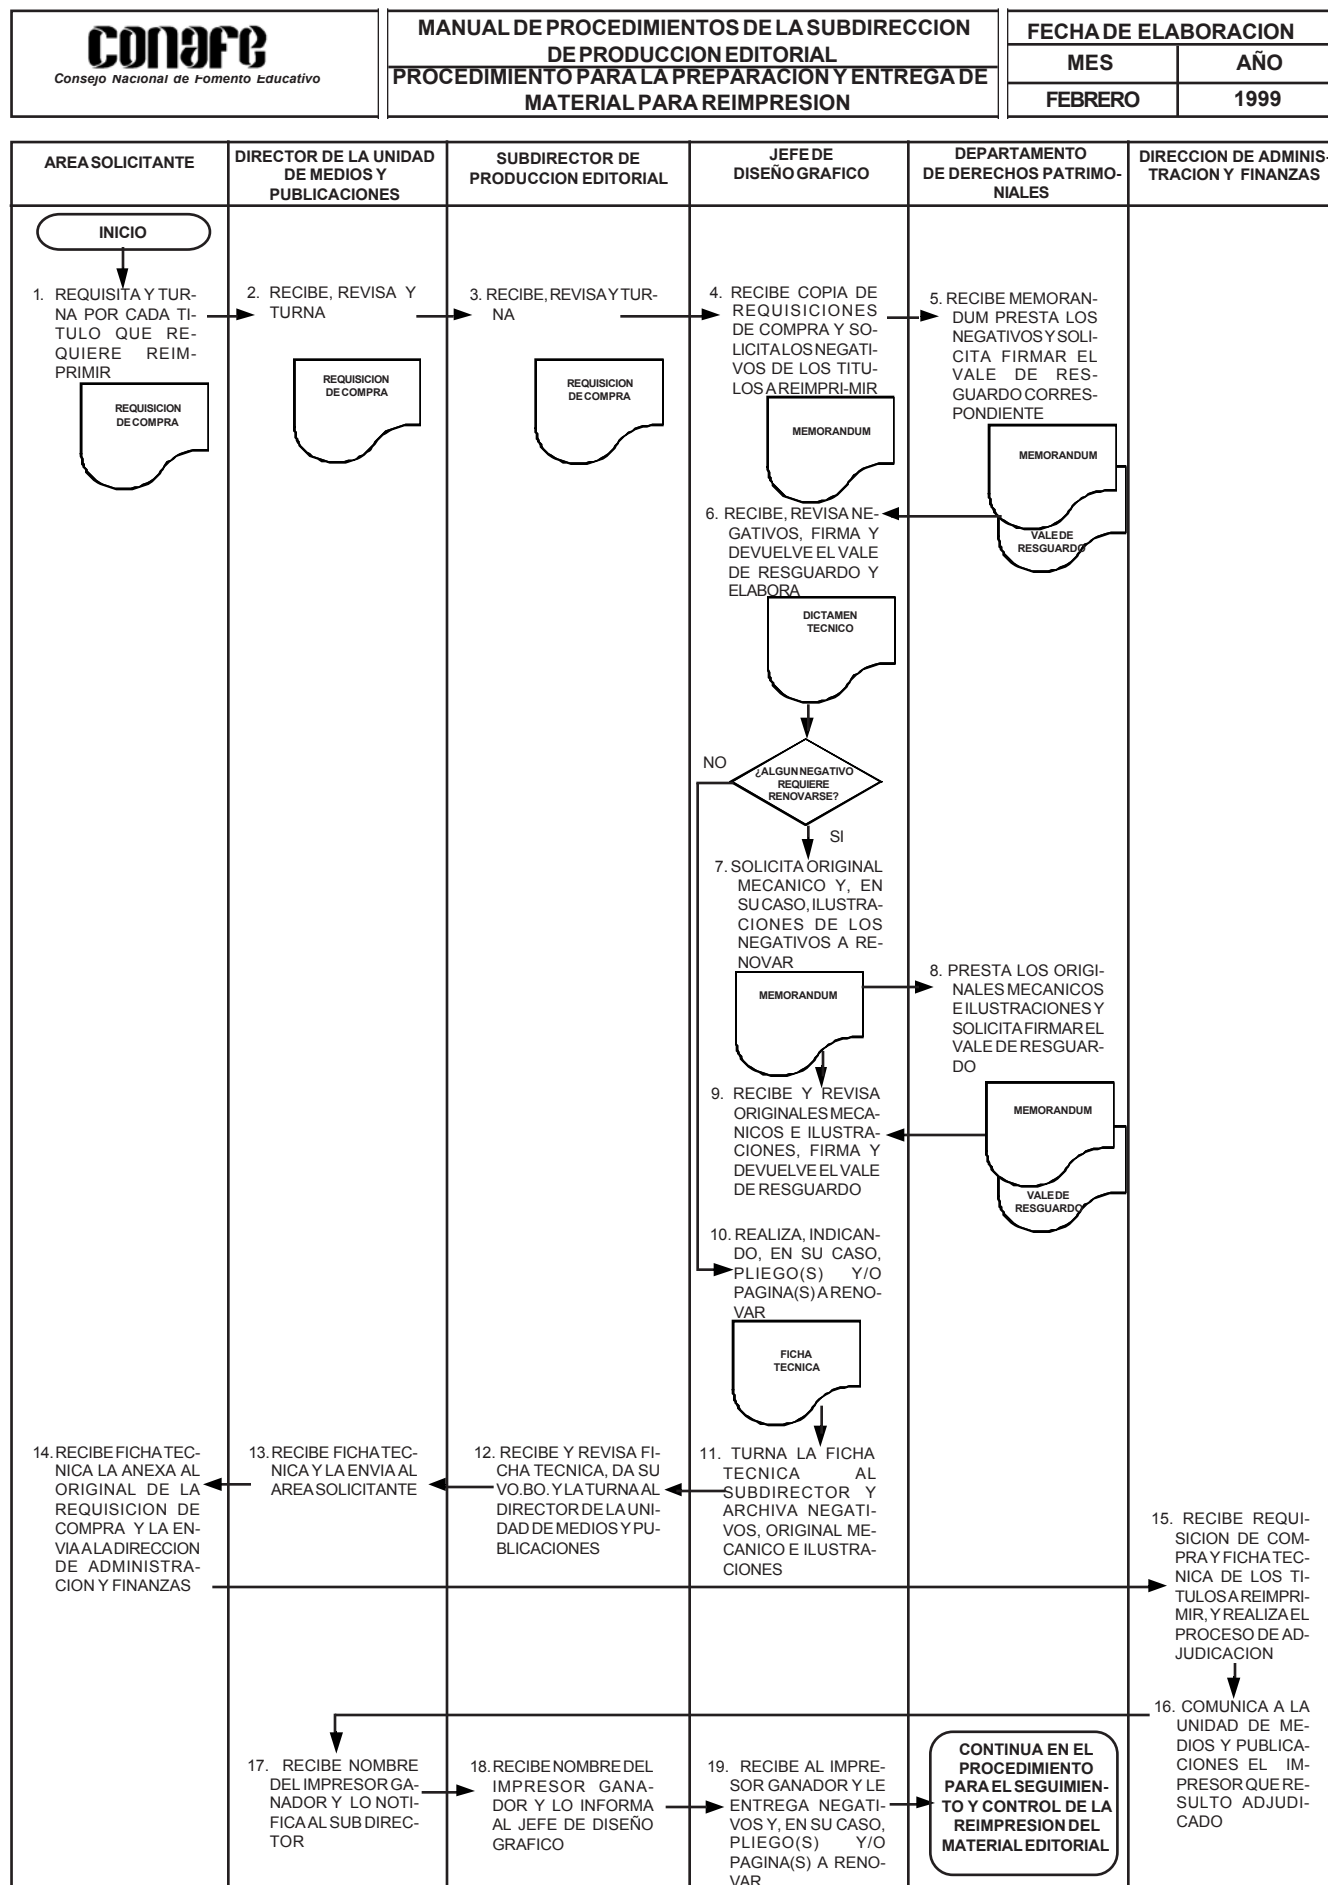 conafe
Consejo Nacional de Fomento Educativo
MANUAL DE PROCEDIMIENTOS DE LA SUBDIRECCION
DE PRODUCCION EDITORIAL
PROCEDIMIENTO PARA LA PREPARACION Y ENTREGA DE
MATERIAL PARA REIMPRESION
FECHA DE ELABORACION
MES
AÑO
FEBRERO
1999
AREA SOLICITANTE
DIRECTOR DE LA UNIDAD
DE MEDIOS Y
PUBLICACIONES
SUBDIRECTOR DE
PRODUCCION EDITORIAL
JEFE DE
DISEÑO GRAFICO
DEPARTAMENTO
DE DERECHOS PATRIMO-
NIALES
DIRECCION DE ADMINIS-
TRACION Y FINANZAS
INICIO
1. REQUISITA Y TUR-
NA POR CADA TI-
TULO QUE RE-
QUIERE REIM-
PRIMIR
REQUISICION
DE COMPRA
2. RECIBE, REVISA Y
TURNA
REQUISICION
DE COMPRA
3. RECIBE, REVISA Y TUR-
NA
REQUISICION
DE COMPRA
4. RECIBE COPIA DE
REQUISICIONES
DE COMPRA Y SO-
LICITA LOS NEGATI-
VOS DE LOS TITU-
LOS A REIMPRI-MIR
MEMORANDUM
5. RECIBE MEMORAN-
DUM PRESTA LOS
NEGATIVOS Y SOLI-
CITA FIRMAR EL
VALE DE RES-
GUARDO CORRES-
PONDIENTE
MEMORANDUM
VALE DE
RESGUARDO
6. RECIBE, REVISA NE-
GATIVOS, FIRMA Y
DEVUELVE EL VALE
DE RESGUARDO Y
ELABORA
DICTAMEN
TECNICO
NO
¿ALGUN NEGATIVO
REQUIERE
RENOVARSE?
SI
7. SOLICITA ORIGINAL
MECANICO Y, EN
SU CASO, ILUSTRA-
CIONES DE LOS
NEGATIVOS A RE-
NOVAR
MEMORANDUM
8. PRESTA LOS ORIGI-
NALES MECANICOS
E ILUSTRACIONES Y
SOLICITA FIRMAR EL
VALE DE RESGUAR-
DO
MEMORANDUM
VALE DE
RESGUARDO
9. RECIBE Y REVISA
ORIGINALES MECA-
NICOS E ILUSTRA-
CIONES, FIRMA Y
DEVUELVE EL VALE
DE RESGUARDO
10. REALIZA, INDICAN-
DO, EN SU CASO,
PLIEGO(S) Y/O
PAGINA(S) A RENO-
VAR
FICHA
TECNICA
11. TURNA LA FICHA
TECNICA AL
SUBDIRECTOR Y
ARCHIVA NEGATI-
VOS, ORIGINAL ME-
CANICO E ILUSTRA-
CIONES
12. RECIBE Y REVISA FI-
CHA TECNICA, DA SU
VO.BO. Y LA TURNA AL
DIRECTOR DE LA UNI-
DAD DE MEDIOS Y PU-
BLICACIONES
13. RECIBE FICHA TEC-
NICA Y LA ENVIA AL
AREA SOLICITANTE
14. RECIBE FICHA TEC-
NICA LA ANEXA AL
ORIGINAL DE LA
REQUISICION DE
COMPRA Y LA EN-
VIA A LA DIRECCION
DE ADMINISTRA-
CION Y FINANZAS
15. RECIBE REQUI-
SICION DE COM-
PRA Y FICHA TEC-
NICA DE LOS TI-
TULOS A REIMPRI-
MIR, Y REALIZA EL
PROCESO DE AD-
JUDICACION
16. COMUNICA A LA
UNIDAD DE ME-
DIOS Y PUBLICA-
CIONES EL IM-
PRESOR QUE RE-
SULTO ADJUDI-
CADO
17. RECIBE NOMBRE
DEL IMPRESOR GA-
NADOR Y LO NOTI-
FICA AL SUB DIREC-
TOR
18. RECIBE NOMBRE DEL
IMPRESOR GANA-
DOR Y LO INFORMA
AL JEFE DE DISEÑO
GRAFICO
19. RECIBE AL IMPRE-
SOR GANADOR Y LE
ENTREGA NEGATI-
VOS Y, EN SU CASO,
PLIEGO(S) Y/O
PAGINA(S) A RENO-
VAR
CONTINUA EN EL
PROCEDIMIENTO
PARA EL SEGUIMIEN-
TO Y CONTROL DE LA
REIMPRESION DEL
MATERIAL EDITORIAL